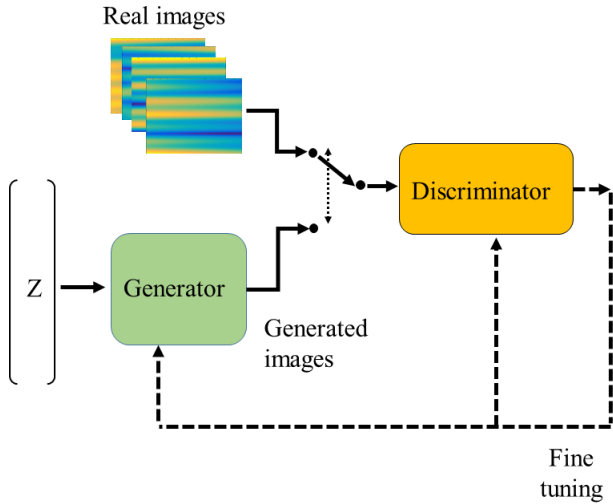 Real images
Discriminator
Z
Generator
Generated
images
Fine
tuning